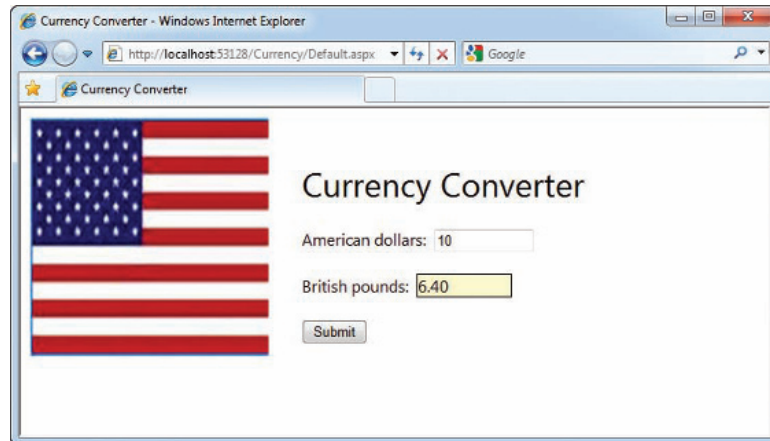 Currency Converter - Windows Internet Explorer
http://localhost:53128/Currency/Default.aspx
Google
Currency Converter
Currency Converter
American dollars: 10
British pounds: 6.40
Submit